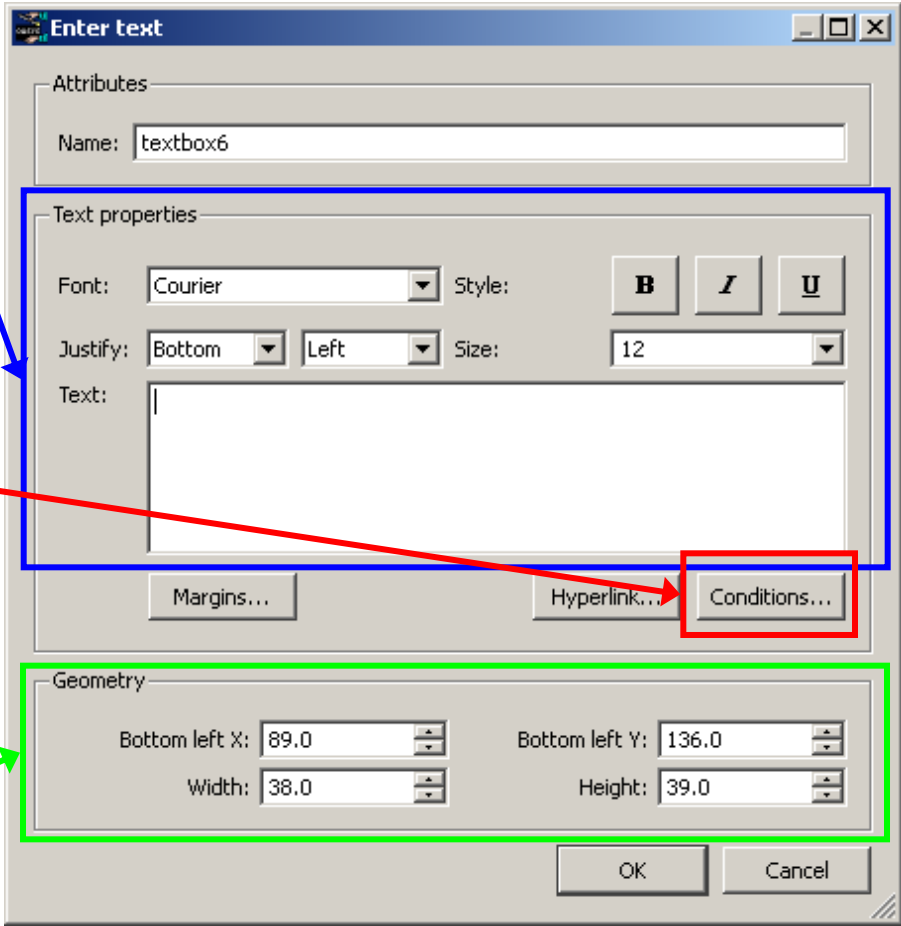 Enter text
Attributes
Name: textbox6
Text properties
Font: Courier Style: B I U
Justify: Bottom Left Size: 12
Text:
Margins... Hyperlink... Conditions...
Geometry
Bottom left X: 89.0 Bottom left Y: 136.0
Width: 38.0 Height: 39.0
OK Cancel